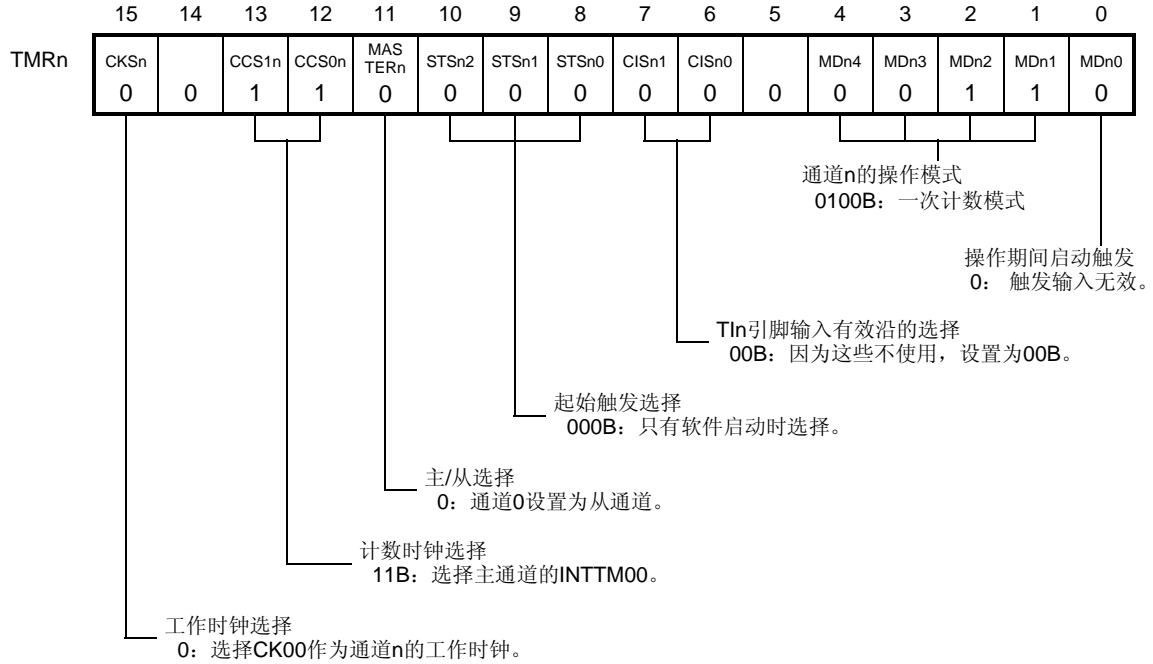 15 14 13 12 11 10 9 8 7 6 5 4 3 2 1 0
TMRn CKSn CCS1n CCS0n MAS TERn STSn2 STSn1 STSn0 CISn1 CISn0 MDn4 MDn3 MDn2 MDn1 MDn0
0 0 1 1 0 0 0 0 0 0 0 0 0 1 1 0
通道n的操作模式
0100B：一次计数模式
操作期间启动触发
0： 触发输入无效。
TIn引脚输入有效沿的选择
00B：因为这些不使用，设置为00B。
起始触发选择
000B：只有软件启动时选择。
主/从选择
0：通道0设置为从通道。
计数时钟选择
11B：选择主通道的INTTM00。
工作时钟选择
0：选择CK00作为通道n的工作时钟。